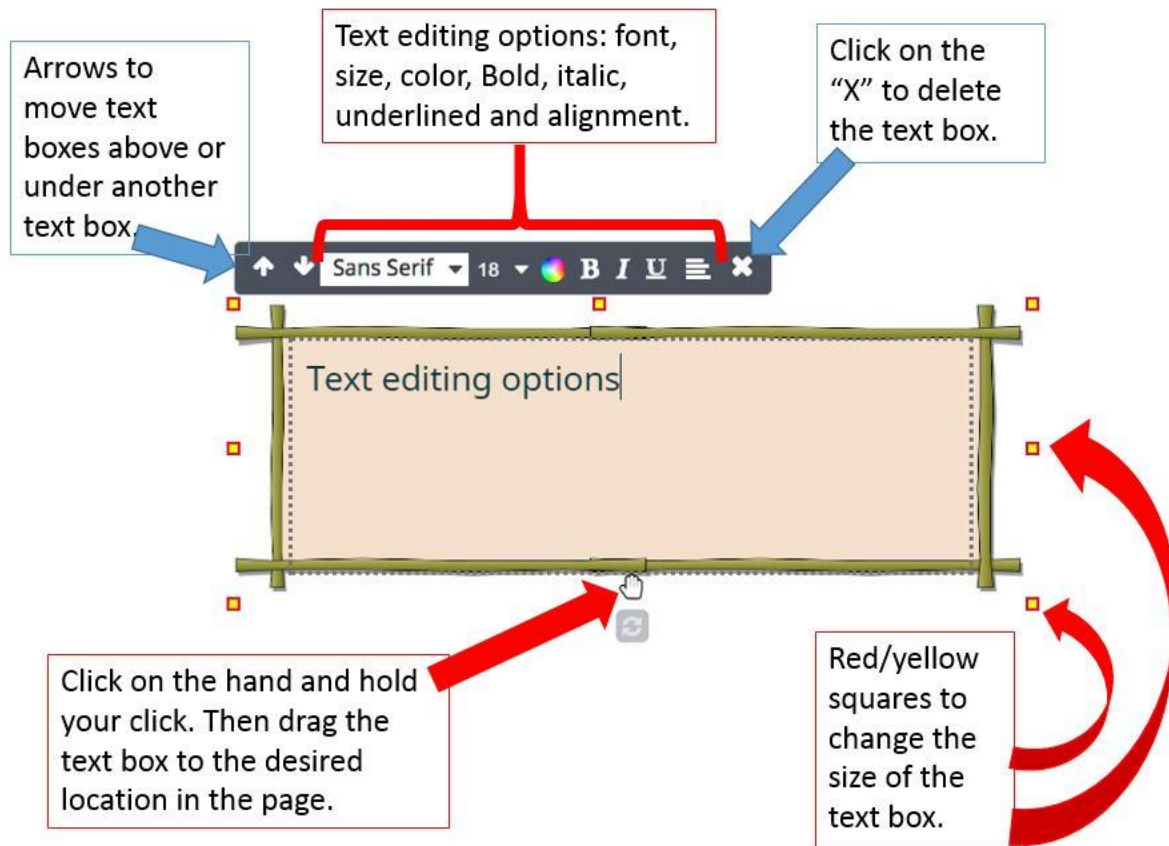 Arrows to
move text
boxes above or
under another
text box.
Text editing options: font,
size, color, Bold, italic,
underlined and alignment.
Click on the
“X” to delete
the text box.
Sans Serif 18 B I U
Text editing options
Click on the hand and hold
your click. Then drag the
text box to the desired
location in the page.
Red/yellow
squares to
change the
size of the
text box.